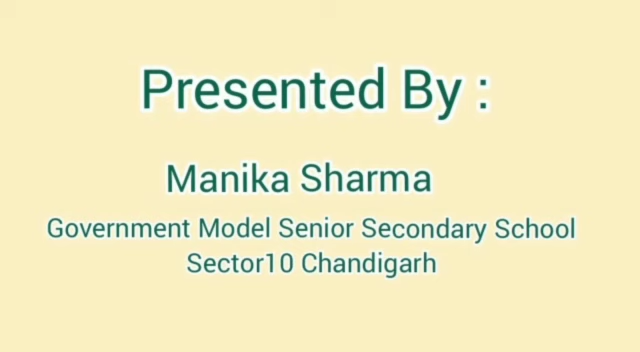 Presented By :
Manika Sharma
Government Model Senior Secondary School
Sector10 Chandigarh